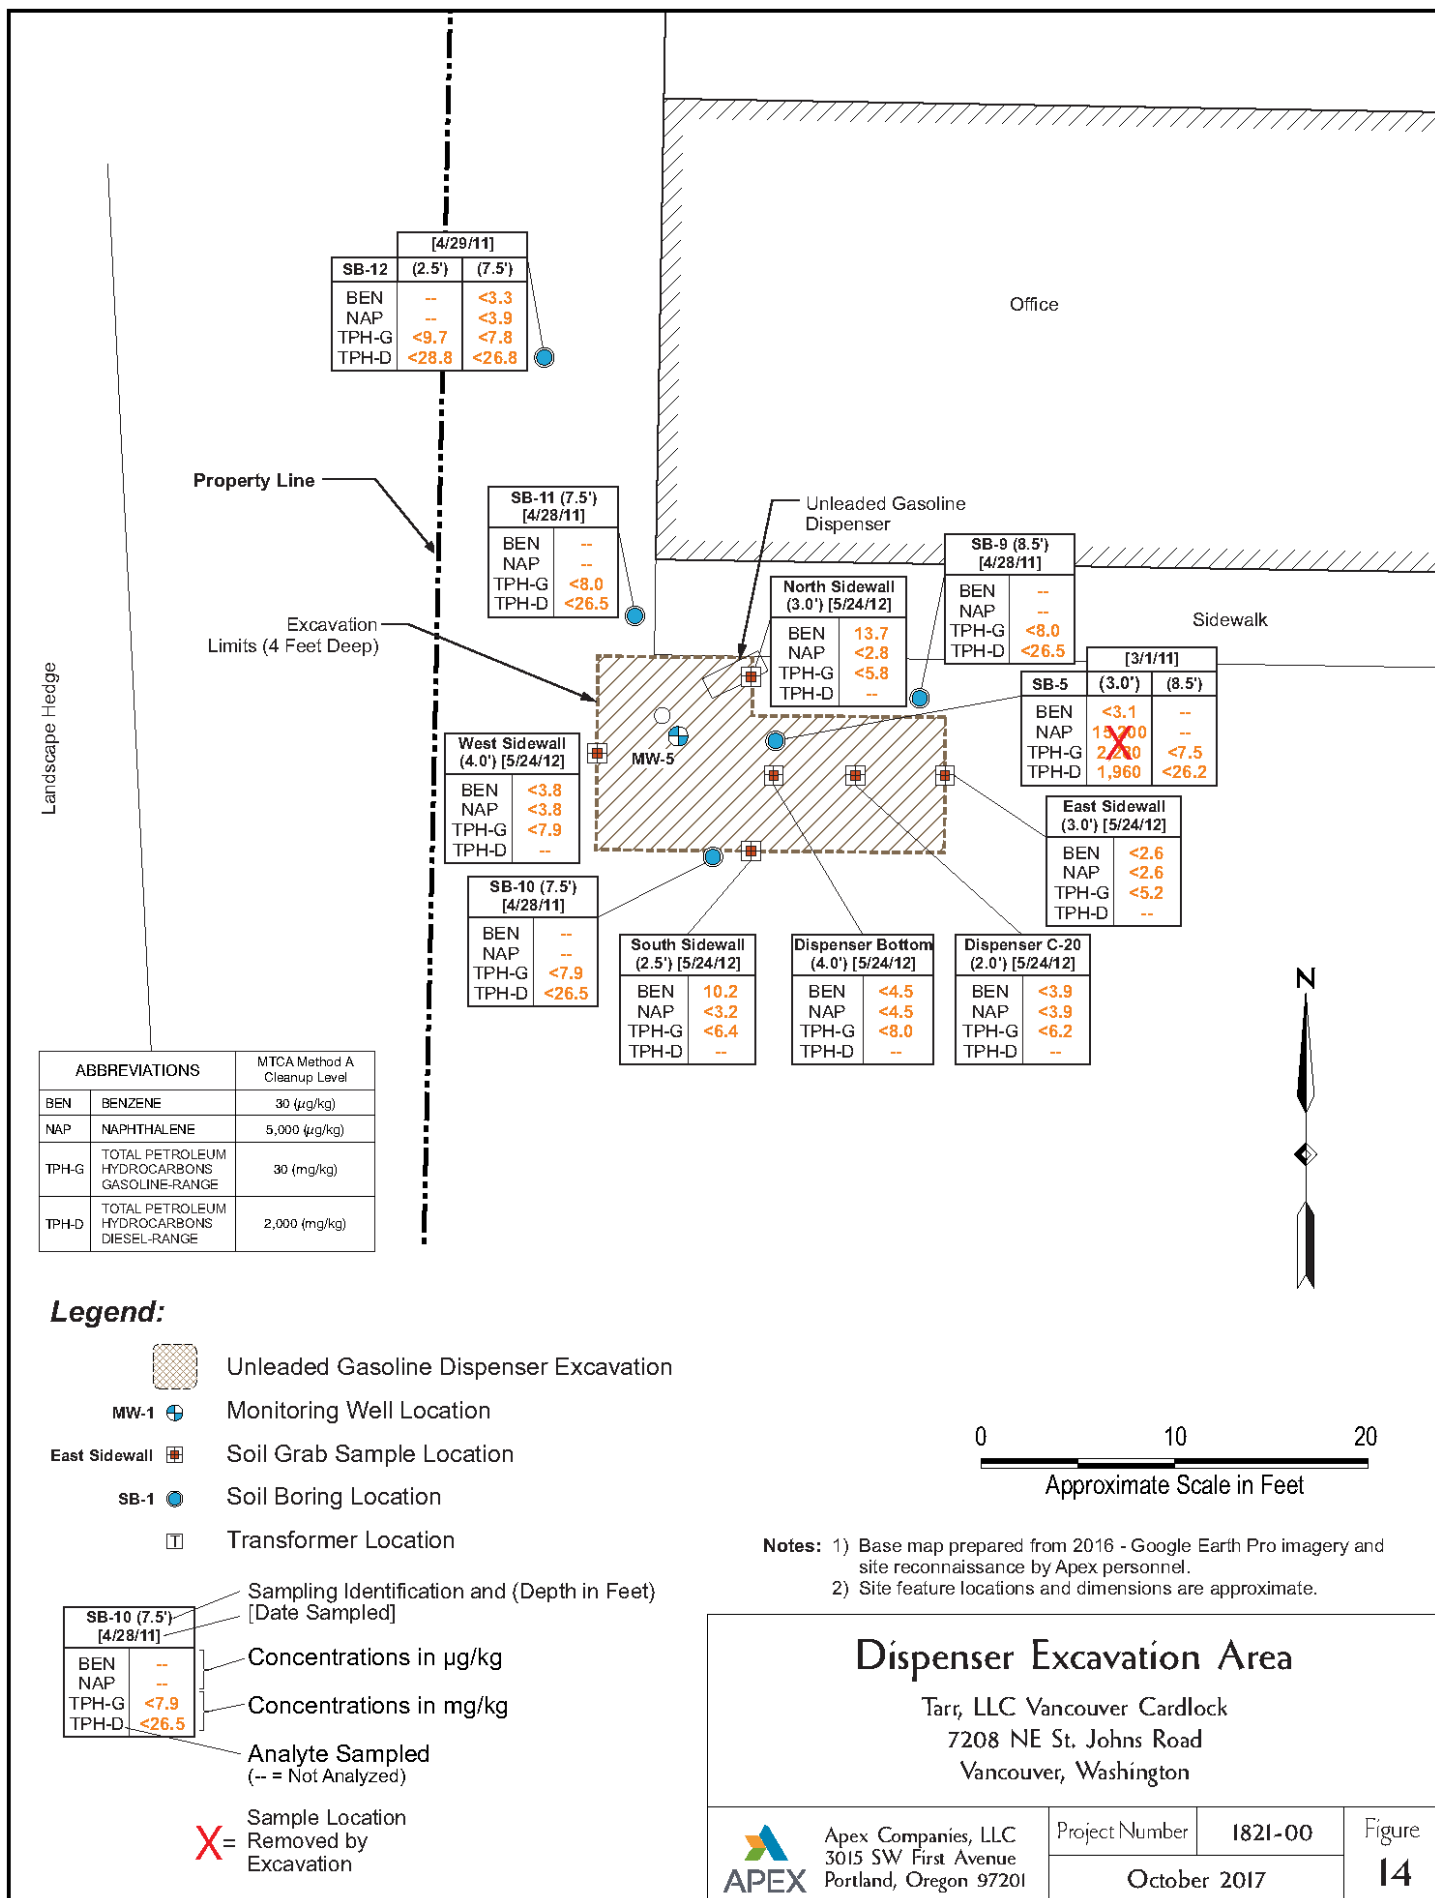 [4/29/11]
SB-12 (2.5') (7.5')
BEN -- <3.3
NAP -- <3.9
TPH-G <9.7 <7.8
TPH-D <28.8 <26.8
Office
Property Line
SB-11 (7.5')
[4/28/11]
BEN --
NAP --
TPH-G <8.0
TPH-D <26.5
Unleaded Gasoline
Dispenser
SB-9 (8.5')
[4/28/11]
BEN --
NAP --
TPH-G <8.0
TPH-D <26.5
North Sidewall
(3.0') [5/24/12]
BEN 13.7
NAP <2.8
TPH-G <5.8
TPH-D --
Sidewalk
Excavation
Limits (4 Feet Deep)
Landscape Hedge
[3/1/11]
SB-5 (3.0') (8.5')
BEN <3.1 --
NAP --
TPH-G <7.5
TPH-D 1,960 <26.2
West Sidewall
(4.0') [5/24/12]
BEN <3.8
NAP <3.8
TPH-G <7.9
TPH-D --
MW-5
East Sidewall
(3.0') [5/24/12]
BEN <2.6
NAP <2.6
TPH-G <5.2
TPH-D --
SB-10 (7.5')
[4/28/11]
BEN --
NAP --
TPH-G <7.9
TPH-D <26.5
South Sidewall
(2.5') [5/24/12]
BEN 10.2
NAP <3.2
TPH-G <6.4
TPH-D --
Dispenser Bottom
(4.0') [5/24/12]
BEN <4.5
NAP <4.5
TPH-G <8.0
TPH-D --
Dispenser C-20
(2.0') [5/24/12]
BEN <3.9
NAP <3.9
TPH-G <6.2
TPH-D --
N
ABBREVIATIONS
MTCA Method A
Cleanup Level
BEN BENZENE 30 (µg/kg)
NAP NAPHTHALENE 5,000 (µg/kg)
TPH-G TOTAL PETROLEUM
HYDROCARBONS
GASOLINE-RANGE
30 (mg/kg)
TPH-D TOTAL PETROLEUM
HYDROCARBONS
DIESEL-RANGE
2,000 (mg/kg)
Legend:
Unleaded Gasoline Dispenser Excavation
MW-1 Monitoring Well Location
East Sidewall Soil Grab Sample Location
SB-1 Soil Boring Location
T Transformer Location
Sampling Identification and (Depth in Feet)
[Date Sampled]
SB-10 (7.5')
[4/28/11]
BEN --
NAP --
TPH-G <7.9
TPH-D <26.5
Concentrations in µg/kg
Concentrations in mg/kg
Analyte Sampled
(-- = Not Analyzed)
X = Sample Location
Removed by
Excavation
0 10 20
Approximate Scale in Feet
Notes: 1) Base map prepared from 2016 - Google Earth Pro imagery and
site reconnaissance by Apex personnel.
2) Site feature locations and dimensions are approximate.
Dispenser Excavation Area
Tarr, LLC Vancouver Cardlock
7208 NE St. Johns Road
Vancouver, Washington
APEX
Apex Companies, LLC
3015 SW First Avenue
Portland, Oregon 97201
Project Number 1821-00
October 2017
Figure
14